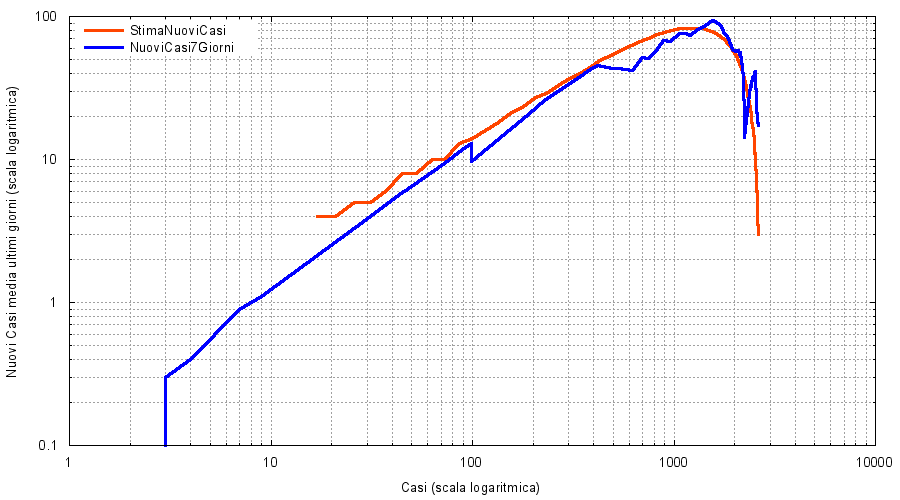 100
StimaNuoviCasi
NuoviCasi7Giorni
10
1
0.1
Nuovi Casi media ultimi giorni (scala logaritmica)
1
10
100
1000
10000
Casi (scala logaritmica)